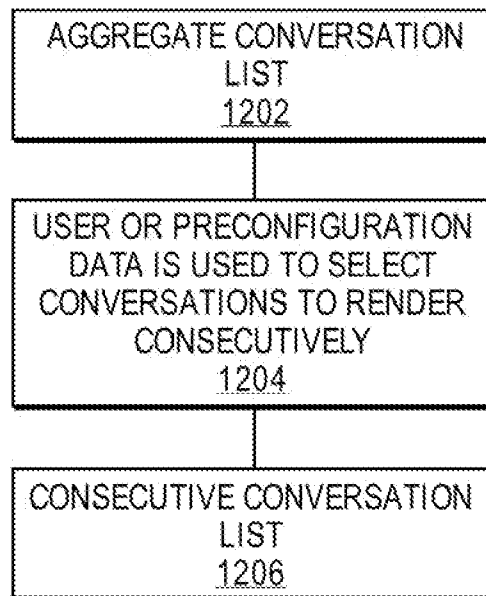 AGGREGATE CONVERSATION
LIST
1202
USER OR PRECONFIGURATION
DATA IS USED TO SELECT
CONVERSATIONS TO RENDER
CONSECUTIVELY
1204
CONSECUTIVE CONVERSATION
LIST
1206